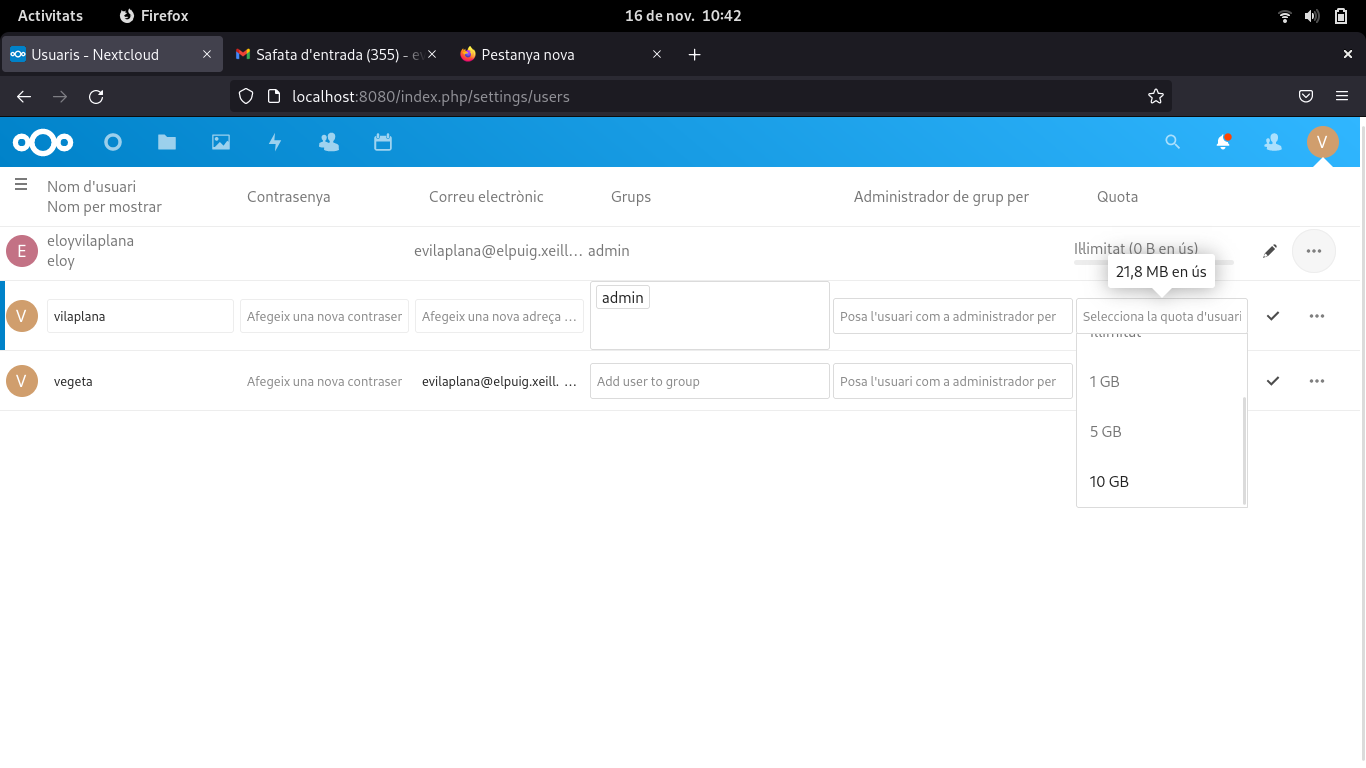 Activitats Firefox 16 de nov. 10:42
Usuaris - Nextcloud Safata d'entrada (355) - ev Pestanya nova
localhost:8080/index.php/settings/users
V
Nom d'usuari
Nom per mostrar
Contrasenya Correu electrònic Grups Administrador de grup per Quota
E eloyvilaplana
eloy
evilaplana@elpuig.xeill… admin Il·limitat (0 B en ús)
21,8 MB en ús
V vilaplana Afegeix una nova contraser Afegeix una nova adreça … admin Posa l'usuari com a administrador per Selecciona la quota d'usuari
Il·limitat
V vegeta Afegeix una nova contraser evilaplana@elpuig.xeill. … Add user to group Posa l'usuari com a administrador per 1 GB
5 GB
10 GB